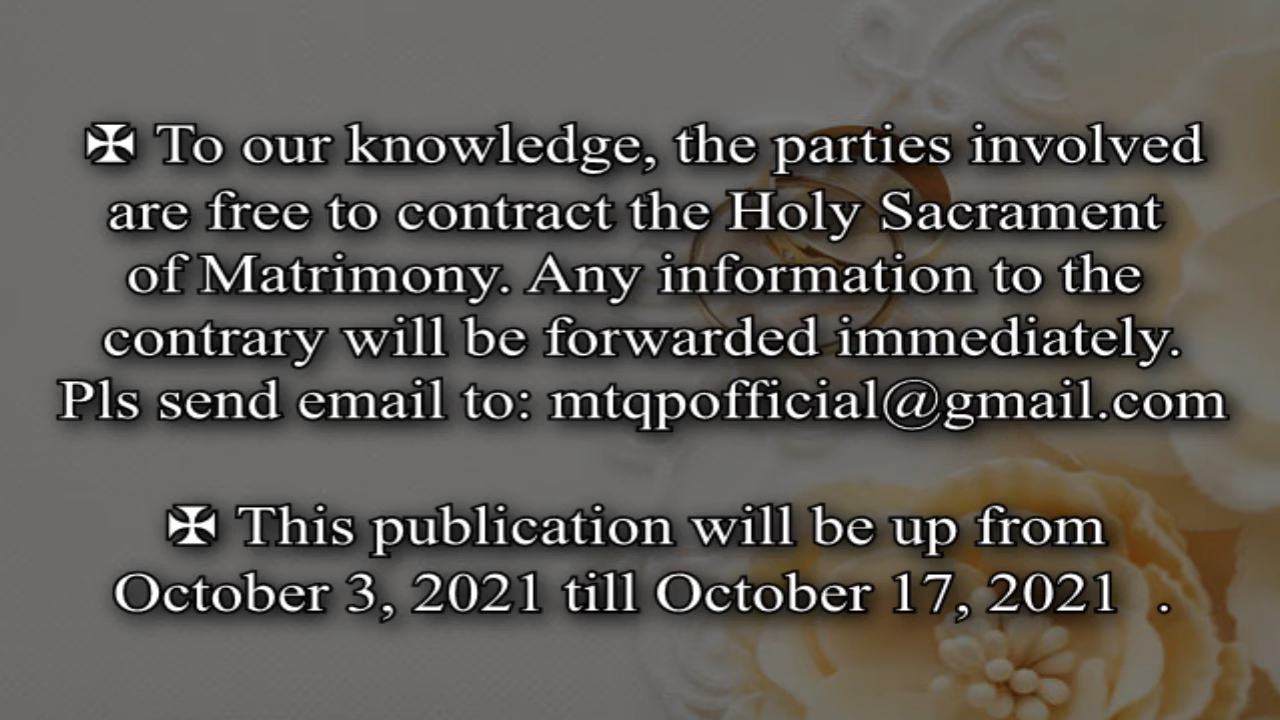 ✠ To our knowledge, the parties involved
are free to contract the Holy Sacrament
of Matrimony. Any information to the
contrary will be forwarded immediately.
Pls send email to: mtqpofficial@gmail.com
✠ This publication will be up from
October 3, 2021 till October 17, 2021 .